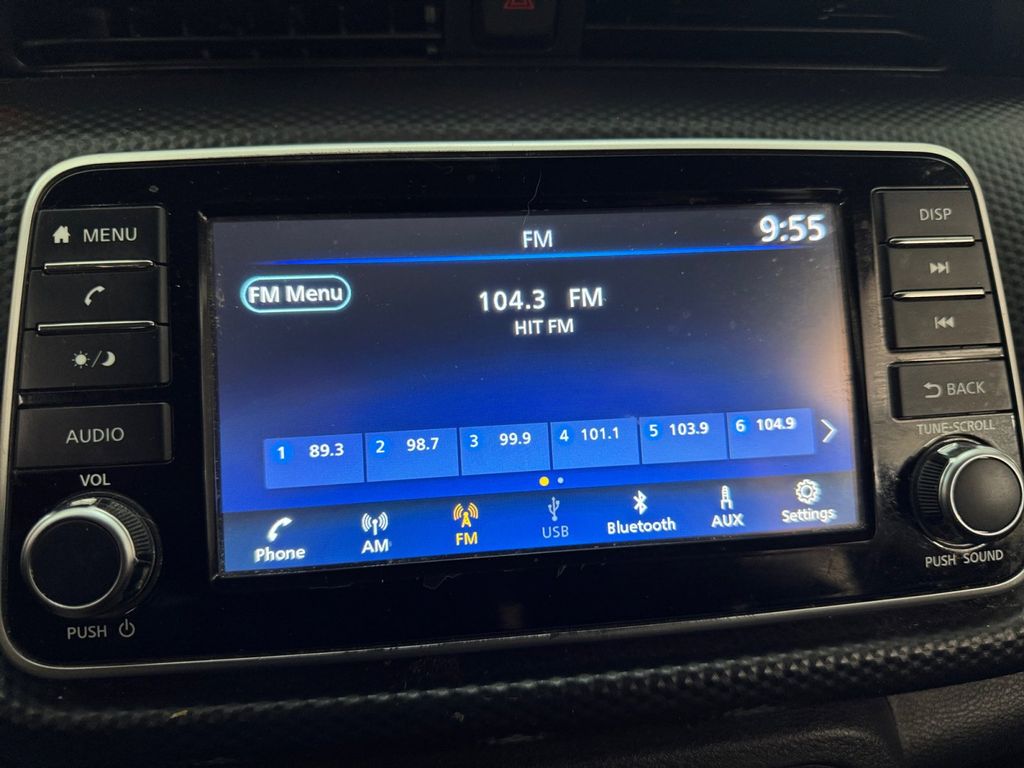 FM
9:55
MENU
DISP
FM Menu
104.3 FM
HIT FM
BACK
AUDIO
TUNE·SCROLL
1 89.3
2 98.7
3 99.9
4 101.1
5 103.9
6 104.9
VOL
Phone
AM
FM
USB
Bluetooth
AUX
Settings
PUSH SOUND
PUSH